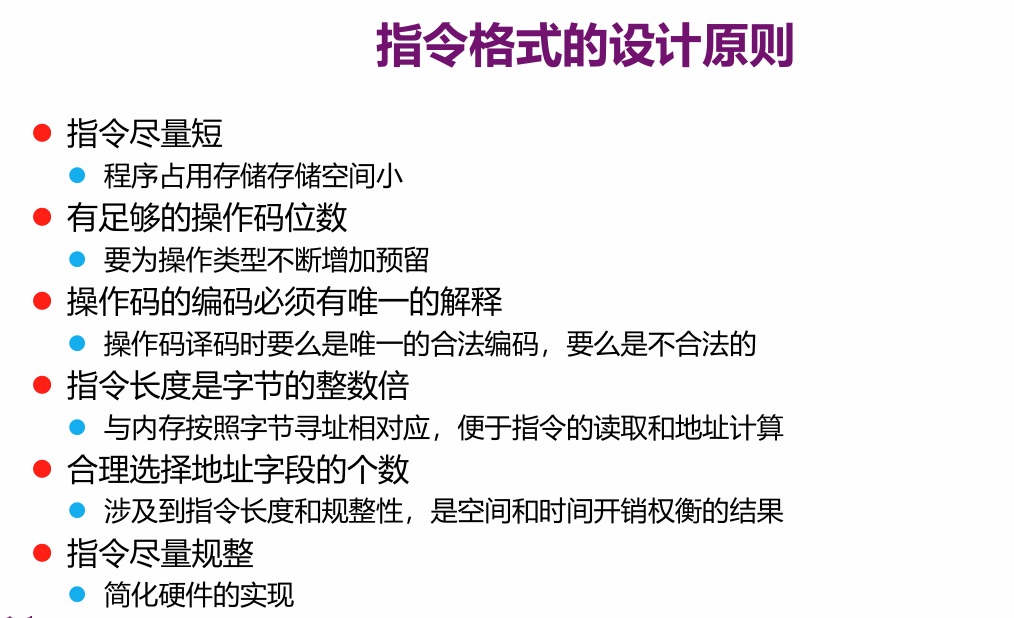 指令格式的设计原则
指令尽量短
程序占用存储存储空间小
有足够的操作码位数
要为操作类型不断增加预留
操作码的编码必须有唯一的解释
操作码译码时要么是唯一的合法编码，要么是不合法的
指令长度是字节的整数倍
与内存按照字节寻址相对应，便于指令的读取和地址计算
合理选择地址字段的个数
涉及到指令长度和规整性，是空间和时间开销权衡的结果
指令尽量规整
简化硬件的实现